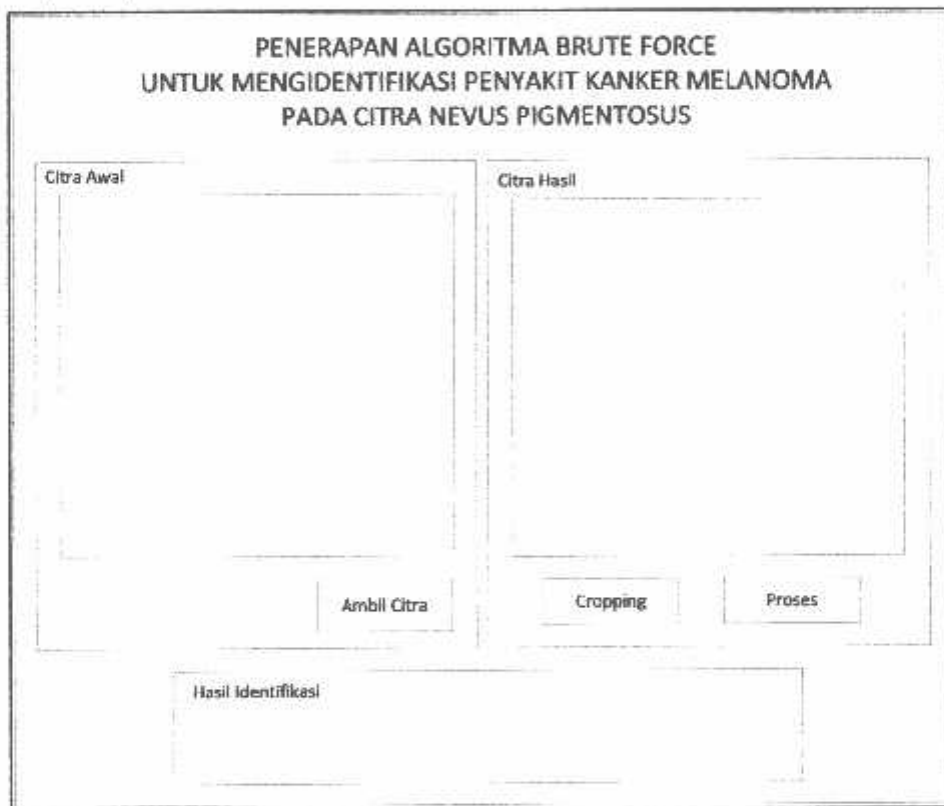 PENERAPAN ALGORITMA BRUTE FORCE
UNTUK MENGIDENTIFIKASI PENYAKIT KANKER MELANOMA
PADA CITRA NEVUS PIGMENTOSUS
Citra Awal
Citra Hasil
Ambil Citra
Cropping
Proses
Hasil Identifikasi